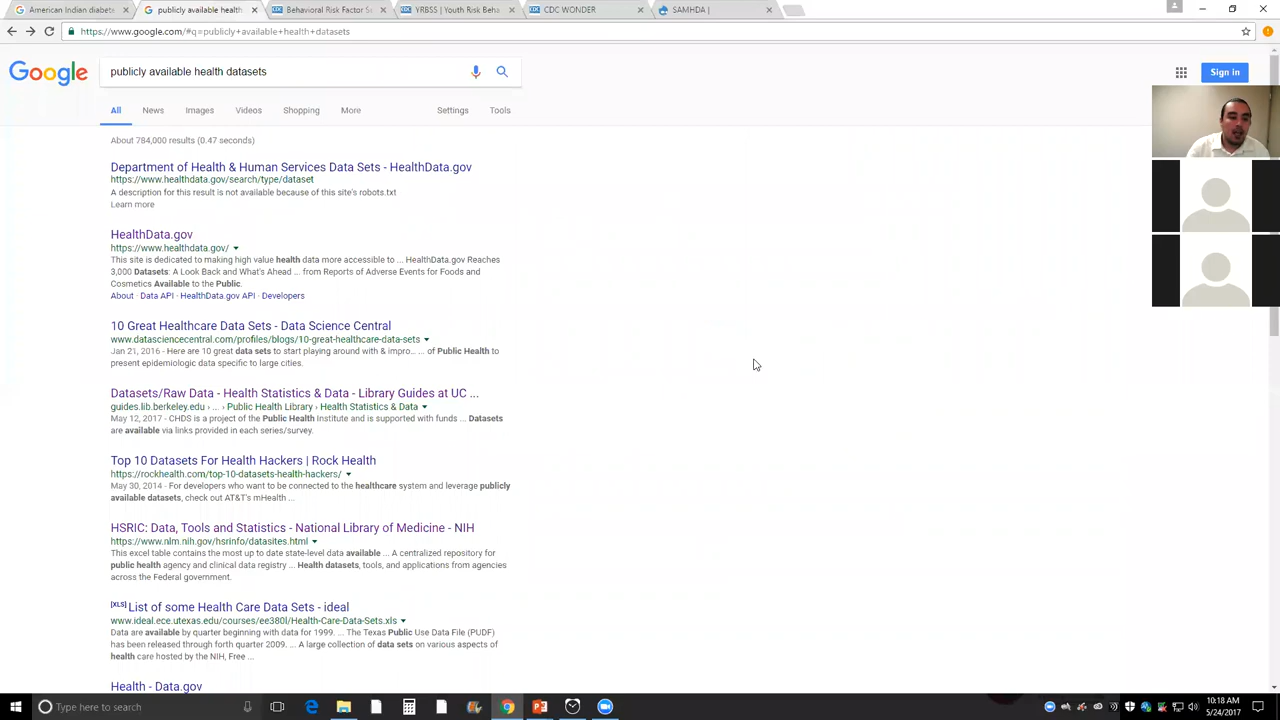 American Indian diabete
publicly available health
Behavioral Risk Factor S
YRBSS | Youth Risk Beha
CDC WONDER
SAMHDA |
https://www.google.com/#q=publicly+available+health+datasets
Google
publicly available health datasets
Sign in
All News Images Videos Shopping More Settings Tools
About 784,000 results (0.47 seconds)
Department of Health & Human Services Data Sets - HealthData.gov
https://www.healthdata.gov/search/type/dataset
A description for this result is not available because of this site's robots.txt
Learn more
HealthData.gov
https://www.healthdata.gov/
This site is dedicated to making high value health data more accessible to ... HealthData.gov Reaches
3,000 Datasets: A Look Back and What's Ahead ... from Reports of Adverse Events for Foods and
Cosmetics Available to the Public.
About · Data API · HealthData.gov API · Developers
10 Great Healthcare Data Sets - Data Science Central
www.datasciencecentral.com/profiles/blogs/10-great-healthcare-data-sets
Jan 21, 2016 - Here are 10 great data sets to start playing around with & impro... ... of Public Health to
present epidemiologic data specific to large cities.
Datasets/Raw Data - Health Statistics & Data - Library Guides at UC ...
guides.lib.berkeley.edu › ... › Public Health Library › Health Statistics & Data
May 12, 2017 - CHDS is a project of the Public Health Institute and is supported with funds ... Datasets
are available via links provided in each series/survey.
Top 10 Datasets For Health Hackers | Rock Health
https://rockhealth.com/top-10-datasets-health-hackers/
May 30, 2014 - For developers who want to be connected to the healthcare system and leverage publicly
available datasets, check out AT&T's mHealth ...
HSRIC: Data, Tools and Statistics - National Library of Medicine - NIH
https://www.nlm.nih.gov/hsrinfo/datasites.html
This excel table contains the most up to date state-level data available ... A centralized repository for
public health agency and clinical data registry ... Health datasets, tools, and applications from agencies
across the Federal government.
[XLS] List of some Health Care Data Sets - ideal
www.ideal.ece.utexas.edu/courses/ee380l/Health-Care-Data-Sets.xls
Data are available by quarter beginning with data for 1999. ... The Texas Public Use Data File (PUDF)
has been released through forth quarter 2009. ... A large collection of data sets on various aspects of
health care hosted by the NIH, Free ...
Health - Data.gov
Type here to search
10:18 AM
5/24/2017